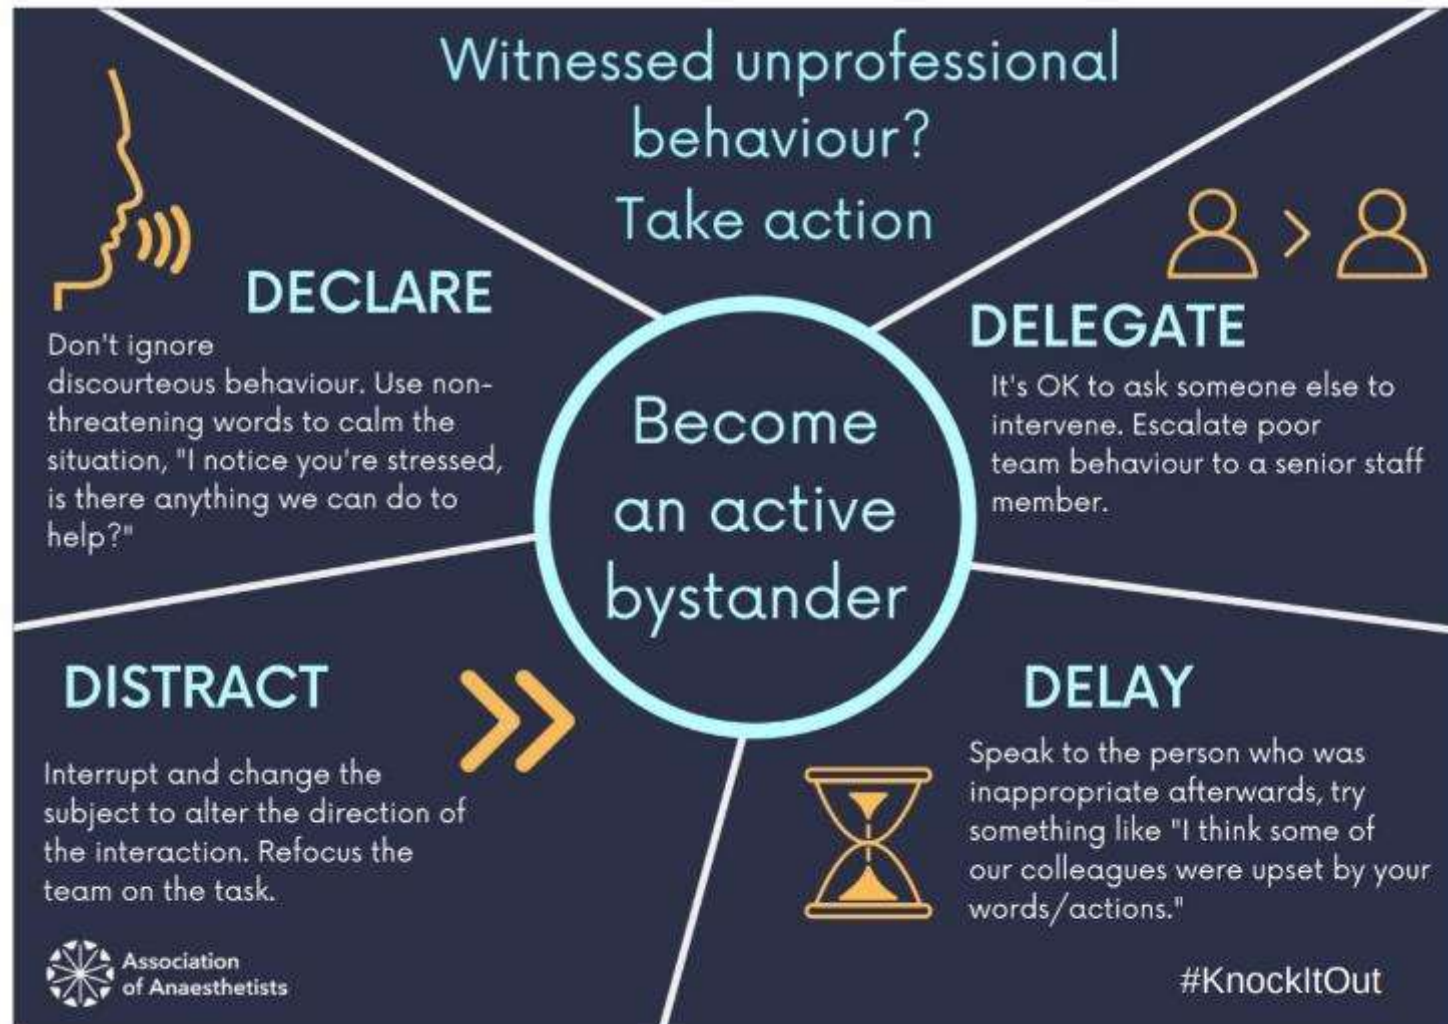 Witnessed unprofessional
behaviour?
Take action
DECLARE
Don't ignore
discourteous behaviour. Use non-
threatening words to calm the
situation, "I notice you're stressed,
is there anything we can do to
help?"
DELEGATE
It's OK to ask someone else to
intervene. Escalate poor
team behaviour to a senior staff
member.
Become
an active
bystander
DISTRACT
Interrupt and change the
subject to alter the direction of
the interaction. Refocus the
team on the task.
DELAY
Speak to the person who was
inappropriate afterwards, try
something like "I think some of
our colleagues were upset by your
words/actions."
Association
of Anaesthetists
#KnockItOut